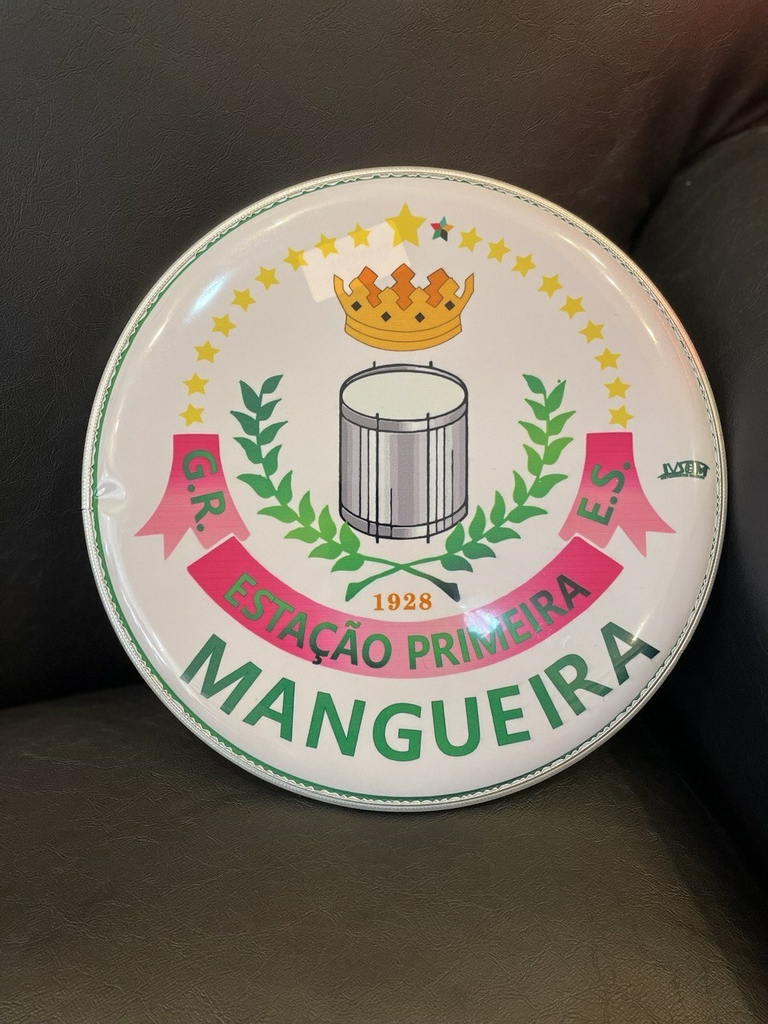 G.R.
E.S.
1928
ESTAÇÃO PRIMEIRA
MANGUEIRA